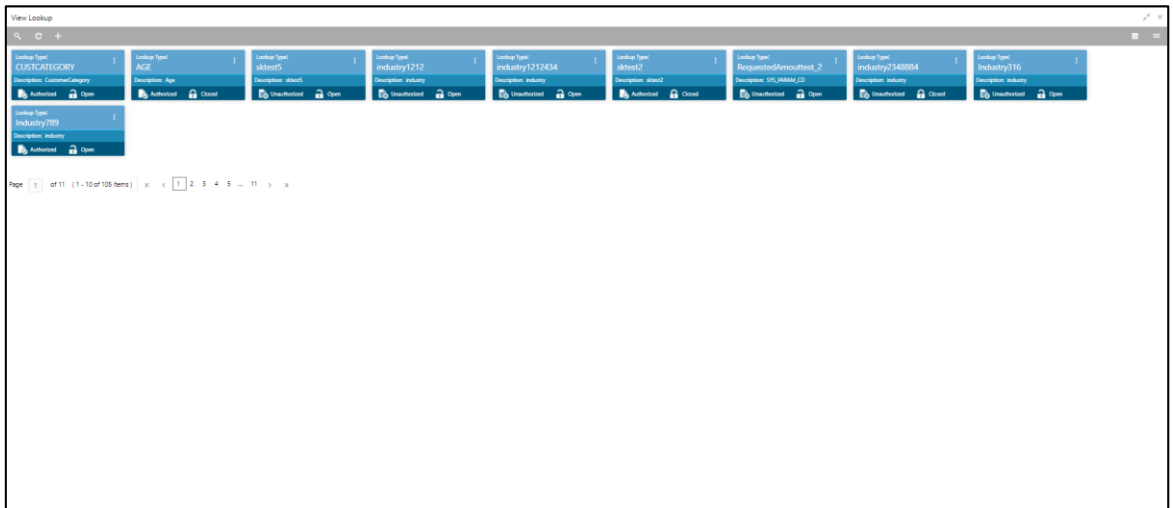 View Lookup
Lookup Type:
CUSTCATEGORY
Description: CustomerCategory
Authorized Open
Lookup Type:
AGE
Description: Age
Authorized Closed
Lookup Type:
sktest5
Description: sktest5
Unauthorized Open
Lookup Type:
industry1212
Description: industry
Unauthorized Open
Lookup Type:
industry1212434
Description: industry
Unauthorized Open
Lookup Type:
sktest2
Description: sktest2
Authorized Closed
Lookup Type:
RequestedAmouttest_2
Description: SYS_PARAM_CD
Unauthorized Open
Lookup Type:
industry2348884
Description: industry
Unauthorized Closed
Lookup Type:
Industry316
Description: industry
Unauthorized Open
Lookup Type:
Industry789
Description: industry
Authorized Open
Page 1 of 11 (1 - 10 of 105 items) 1 2 3 4 5 ... 11